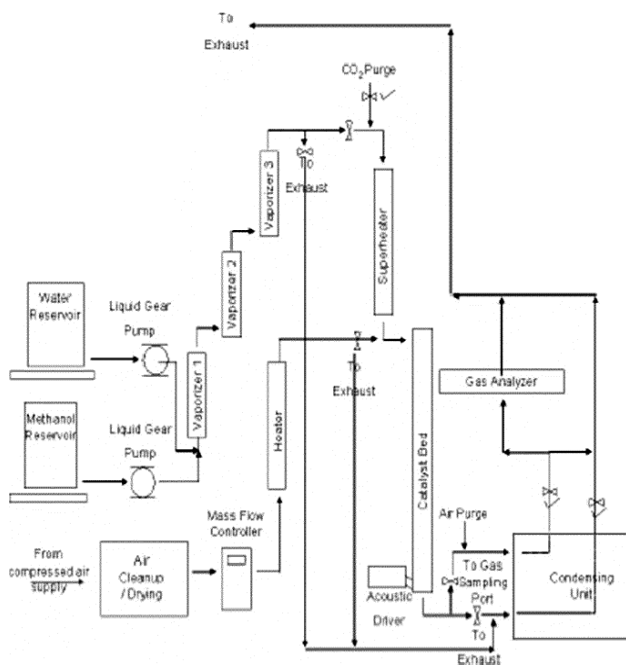 To
Exhaust
CO2 Purge
To
Exhaust
Vaporizer 3
Superheater
Vaporizer 2
Water
Reservoir
Liquid Gear
Pump
Vaporizer 1
To
Exhaust
Gas Analyzer
Methanol
Reservoir
Liquid Gear
Pump
Heater
Catalyst Bed
Mass Flow
Controller
Air Purge
From
compressed air
supply
Air
Cleanup
/ Drying
To Gas
Sampling
Port
Condensing
Unit
Acoustic
Driver
To
Exhaust